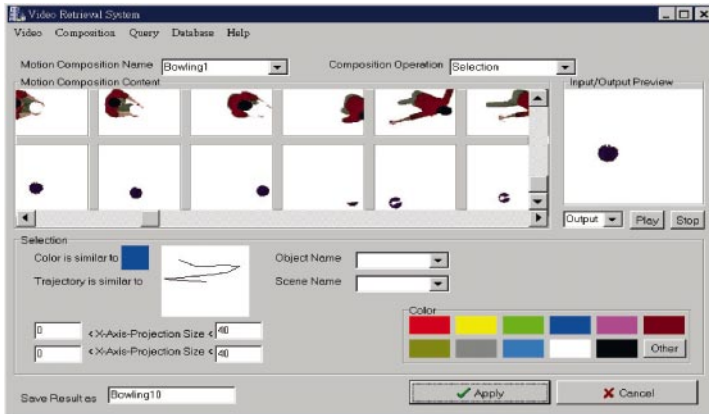 Video Retrieval System
Video Composition Query Database Help
Motion Composition Name Bowling1 Composition Operation Selection
Motion Composition Content
Input/Output Preview
Output Play Stop
Selection
Color is similar to
Object Name
Trajectory is similar to
Scene Name
Color
0 <X-Axis-Projection Size < 40
0 <X-Axis-Projection Size < 40
Other
Save Result as Bowling10
Apply Cancel